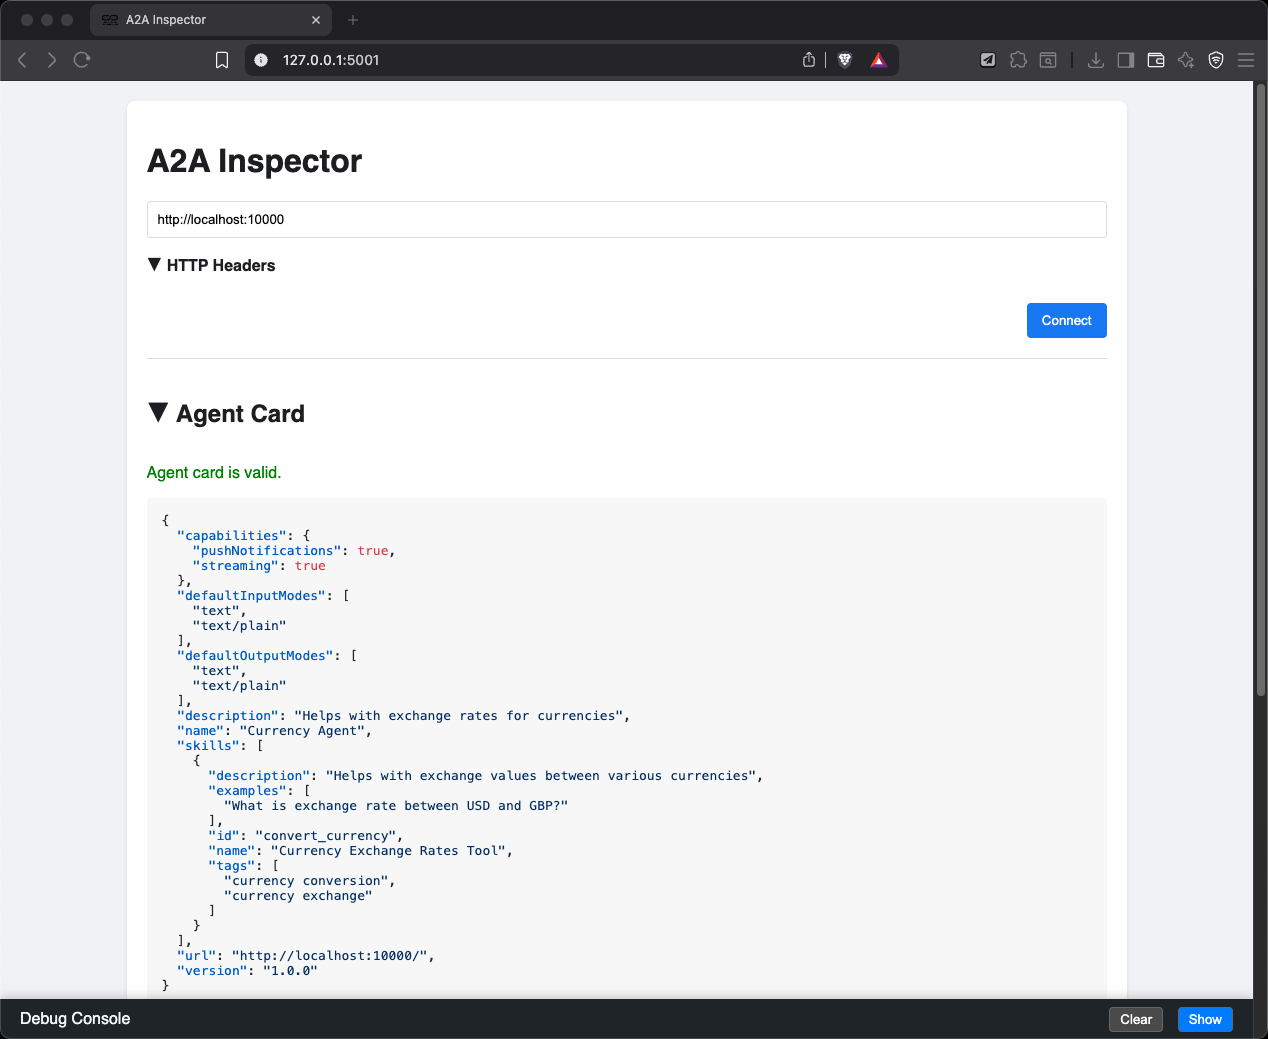 A2A Inspector
127.0.0.1:5001
A2A Inspector
http://localhost:10000
▼ HTTP Headers
Connect
▼ Agent Card
Agent card is valid.
{
  "capabilities": {
    "pushNotifications": true,
    "streaming": true
  },
  "defaultInputModes": [
    "text",
    "text/plain"
  ],
  "defaultOutputModes": [
    "text",
    "text/plain"
  ],
  "description": "Helps with exchange rates for currencies",
  "name": "Currency Agent",
  "skills": [
    {
      "description": "Helps with exchange values between various currencies",
      "examples": [
        "What is exchange rate between USD and GBP?"
      ],
      "id": "convert_currency",
      "name": "Currency Exchange Rates Tool",
      "tags": [
        "currency conversion",
        "currency exchange"
      ]
    }
  ],
  "url": "http://localhost:10000/",
  "version": "1.0.0"
}
Debug Console
Clear
Show